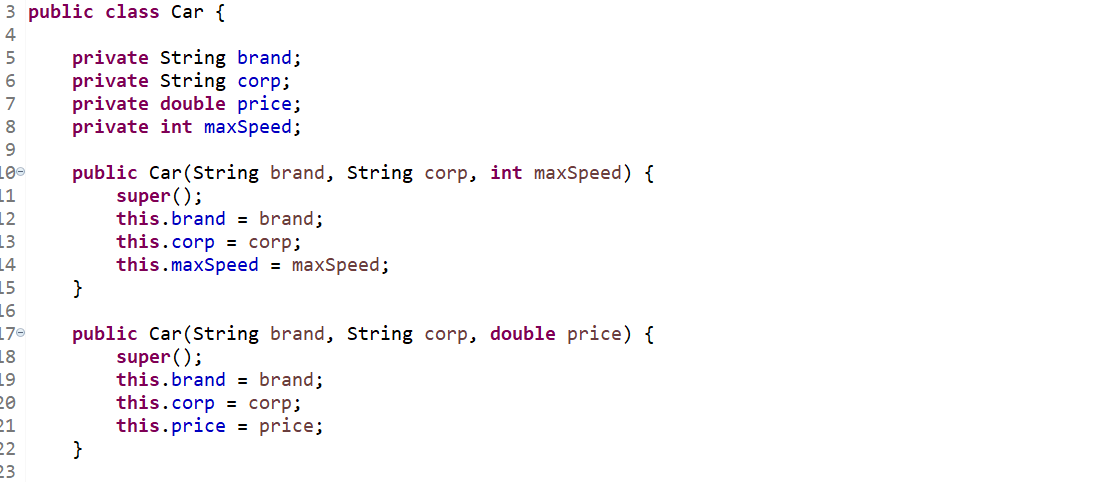 3 public class Car {
4
5     private String brand;
6     private String corp;
7     private double price;
8     private int maxSpeed;
9
10    public Car(String brand, String corp, int maxSpeed) {
11        super();
12        this.brand = brand;
13        this.corp = corp;
14        this.maxSpeed = maxSpeed;
15    }
16
17    public Car(String brand, String corp, double price) {
18        super();
19        this.brand = brand;
20        this.corp = corp;
21        this.price = price;
22    }
23